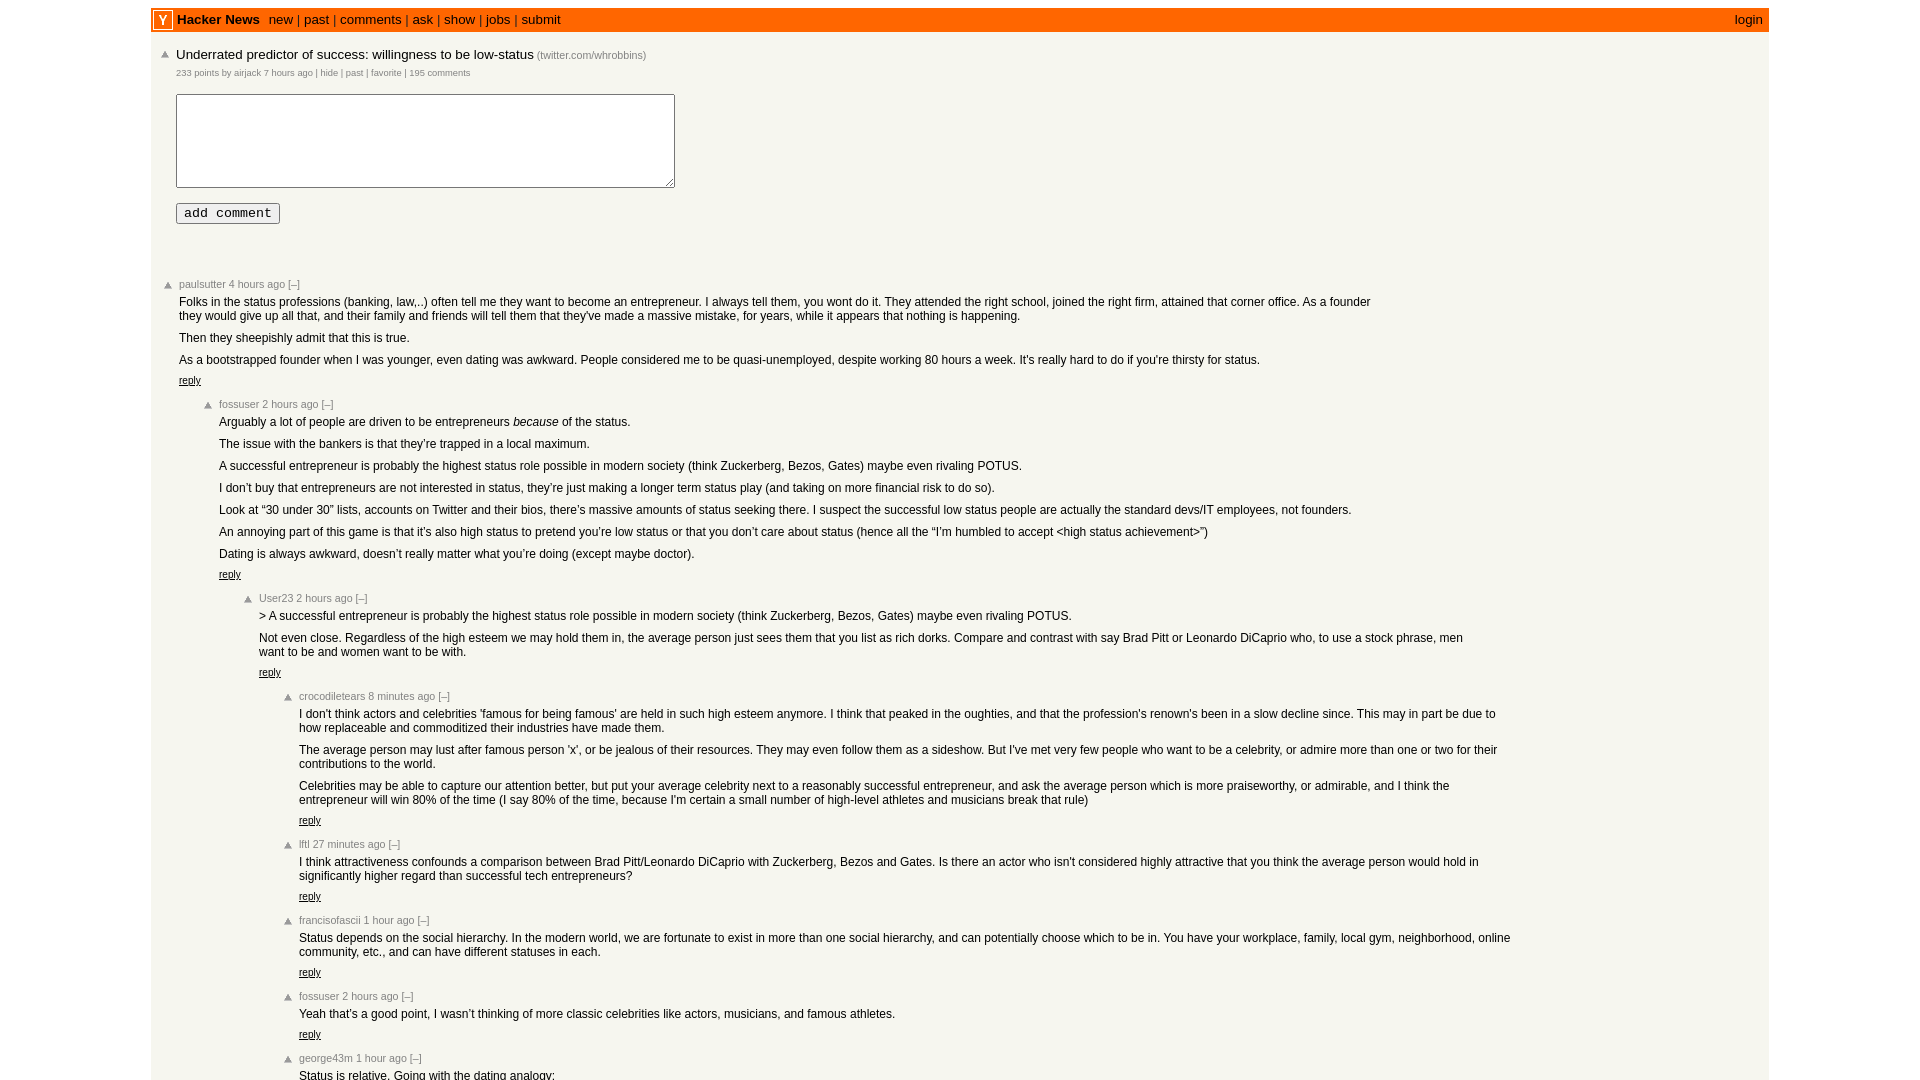 Y Hacker News new | past | comments | ask | show | jobs | submit login
Underrated predictor of success: willingness to be low-status (twitter.com/whrobbins)
233 points by airjack 7 hours ago | hide | past | favorite | 195 comments
add comment
paulsutter 4 hours ago [–]
Folks in the status professions (banking, law,..) often tell me they want to become an entrepreneur. I always tell them, you wont do it. They attended the right school, joined the right firm, attained that corner office. As a founder
they would give up all that, and their family and friends will tell them that they've made a massive mistake, for years, while it appears that nothing is happening.
Then they sheepishly admit that this is true.
As a bootstrapped founder when I was younger, even dating was awkward. People considered me to be quasi-unemployed, despite working 80 hours a week. It's really hard to do if you're thirsty for status.
reply
fossuser 2 hours ago [–]
Arguably a lot of people are driven to be entrepreneurs because of the status.
The issue with the bankers is that they’re trapped in a local maximum.
A successful entrepreneur is probably the highest status role possible in modern society (think Zuckerberg, Bezos, Gates) maybe even rivaling POTUS.
I don’t buy that entrepreneurs are not interested in status, they’re just making a longer term status play (and taking on more financial risk to do so).
Look at “30 under 30” lists, accounts on Twitter and their bios, there’s massive amounts of status seeking there. I suspect the successful low status people are actually the standard devs/IT employees, not founders.
An annoying part of this game is that it’s also high status to pretend you’re low status or that you don’t care about status (hence all the “I’m humbled to accept <high status achievement>”)
Dating is always awkward, doesn’t really matter what you’re doing (except maybe doctor).
reply
User23 2 hours ago [–]
> A successful entrepreneur is probably the highest status role possible in modern society (think Zuckerberg, Bezos, Gates) maybe even rivaling POTUS.
Not even close. Regardless of the high esteem we may hold them in, the average person just sees them that you list as rich dorks. Compare and contrast with say Brad Pitt or Leonardo DiCaprio who, to use a stock phrase, men
want to be and women want to be with.
reply
crocodiletears 8 minutes ago [–]
I don't think actors and celebrities 'famous for being famous' are held in such high esteem anymore. I think that peaked in the oughties, and that the profession's renown's been in a slow decline since. This may in part be due to
how replaceable and commoditized their industries have made them.
The average person may lust after famous person 'x', or be jealous of their resources. They may even follow them as a sideshow. But I've met very few people who want to be a celebrity, or admire more than one or two for their
contributions to the world.
Celebrities may be able to capture our attention better, but put your average celebrity next to a reasonably successful entrepreneur, and ask the average person which is more praiseworthy, or admirable, and I think the
entrepreneur will win 80% of the time (I say 80% of the time, because I'm certain a small number of high-level athletes and musicians break that rule)
reply
lftl 27 minutes ago [–]
I think attractiveness confounds a comparison between Brad Pitt/Leonardo DiCaprio with Zuckerberg, Bezos and Gates. Is there an actor who isn't considered highly attractive that you think the average person would hold in
significantly higher regard than successful tech entrepreneurs?
reply
francisofascii 1 hour ago [–]
Status depends on the social hierarchy. In the modern world, we are fortunate to exist in more than one social hierarchy, and can potentially choose which to be in. You have your workplace, family, local gym, neighborhood, online
community, etc., and can have different statuses in each.
reply
fossuser 2 hours ago [–]
Yeah that’s a good point, I wasn’t thinking of more classic celebrities like actors, musicians, and famous athletes.
reply
george43m 1 hour ago [–]
Status is relative. Going with the dating analogy: